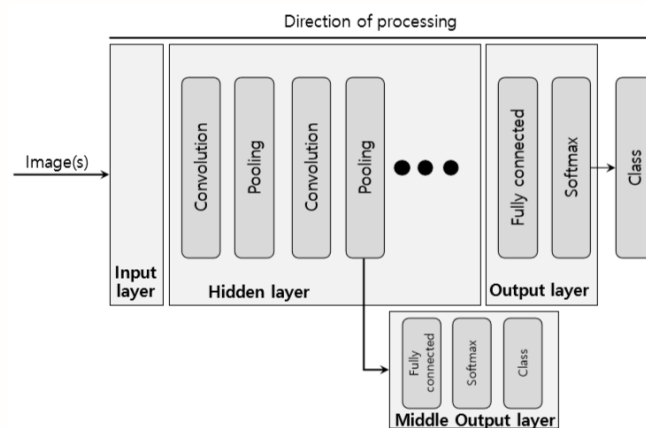 Direction of processing
Image(s)
Input
layer
Convolution
Pooling
Convolution
Pooling
Hidden layer
Fully connected
Softmax
Output layer
Class
Fully
connected
Softmax
Class
Middle Output layer